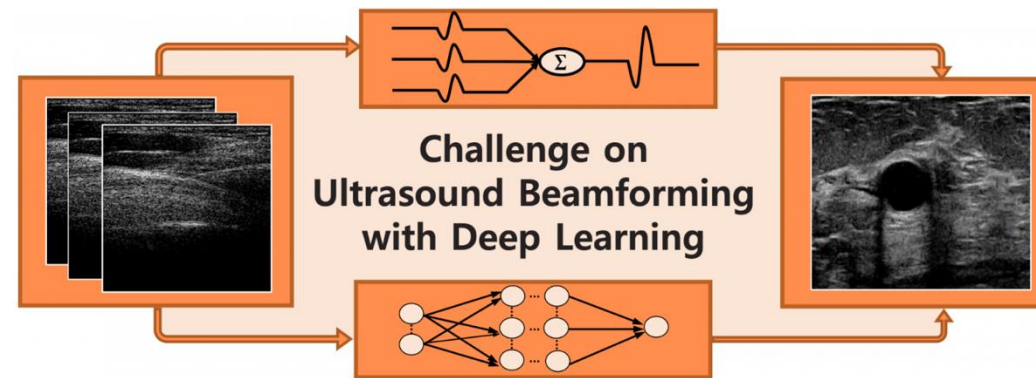 Σ
Challenge on
Ultrasound Beamforming
with Deep Learning